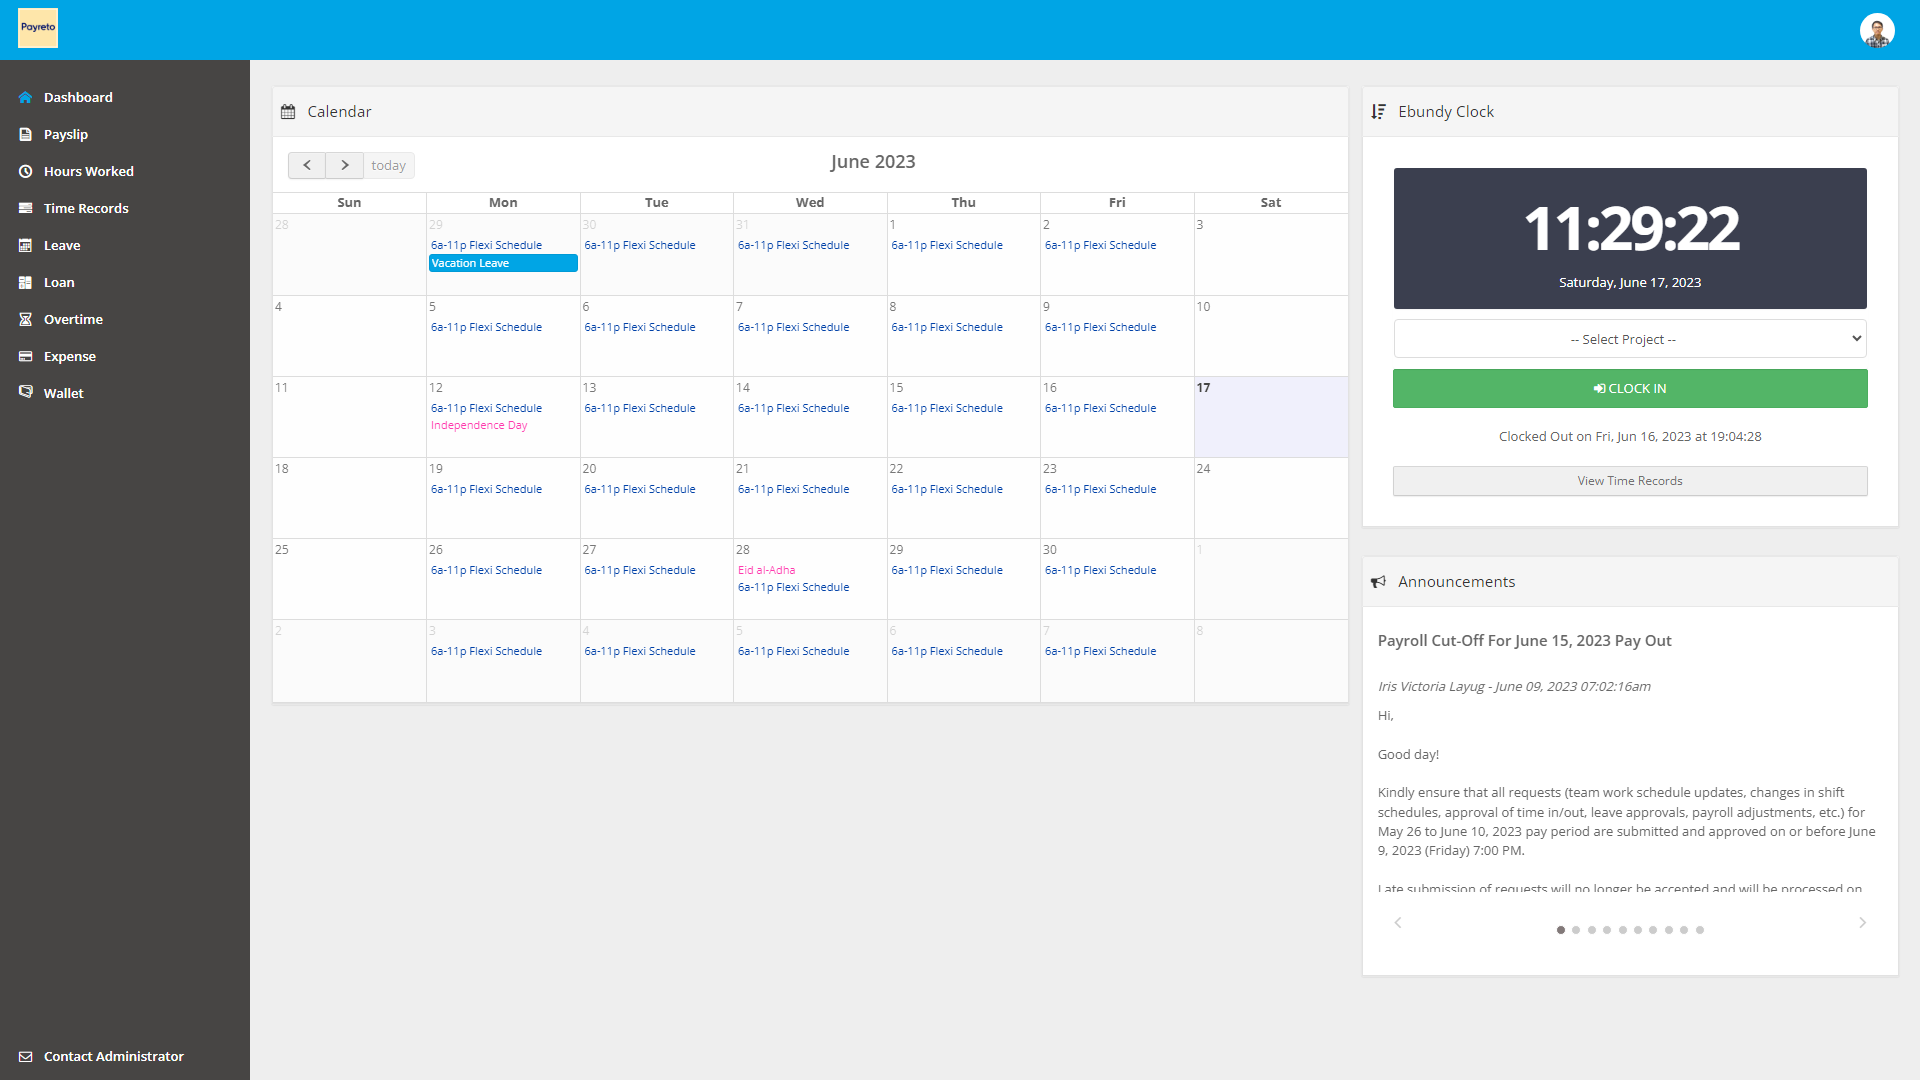 Payreto
Dashboard
Payslip
Hours Worked
Time Records
Leave
Loan
Overtime
Expense
Wallet
Contact Administrator
Calendar
today
June 2023
Sun Mon Tue Wed Thu Fri Sat
28 29 30 31 1 2 3
6a-11p Flexi Schedule 6a-11p Flexi Schedule 6a-11p Flexi Schedule 6a-11p Flexi Schedule 6a-11p Flexi Schedule
Vacation Leave
4 5 6 7 8 9 10
6a-11p Flexi Schedule 6a-11p Flexi Schedule 6a-11p Flexi Schedule 6a-11p Flexi Schedule 6a-11p Flexi Schedule
11 12 13 14 15 16 17
6a-11p Flexi Schedule 6a-11p Flexi Schedule 6a-11p Flexi Schedule 6a-11p Flexi Schedule 6a-11p Flexi Schedule
Independence Day
18 19 20 21 22 23 24
6a-11p Flexi Schedule 6a-11p Flexi Schedule 6a-11p Flexi Schedule 6a-11p Flexi Schedule 6a-11p Flexi Schedule
25 26 27 28 29 30 1
6a-11p Flexi Schedule 6a-11p Flexi Schedule Eid al-Adha 6a-11p Flexi Schedule 6a-11p Flexi Schedule
6a-11p Flexi Schedule
2 3 4 5 6 7 8
6a-11p Flexi Schedule 6a-11p Flexi Schedule 6a-11p Flexi Schedule 6a-11p Flexi Schedule 6a-11p Flexi Schedule
Ebundy Clock
11:29:22
Saturday, June 17, 2023
-- Select Project --
CLOCK IN
Clocked Out on Fri, Jun 16, 2023 at 19:04:28
View Time Records
Announcements
Payroll Cut-Off For June 15, 2023 Pay Out
Iris Victoria Layug - June 09, 2023 07:02:16am
Hi,
Good day!
Kindly ensure that all requests (team work schedule updates, changes in shift
schedules, approval of time in/out, leave approvals, payroll adjustments, etc.) for
May 26 to June 10, 2023 pay period are submitted and approved on or before June
9, 2023 (Friday) 7:00 PM.
Late submission of requests will no longer be accepted and will be processed on